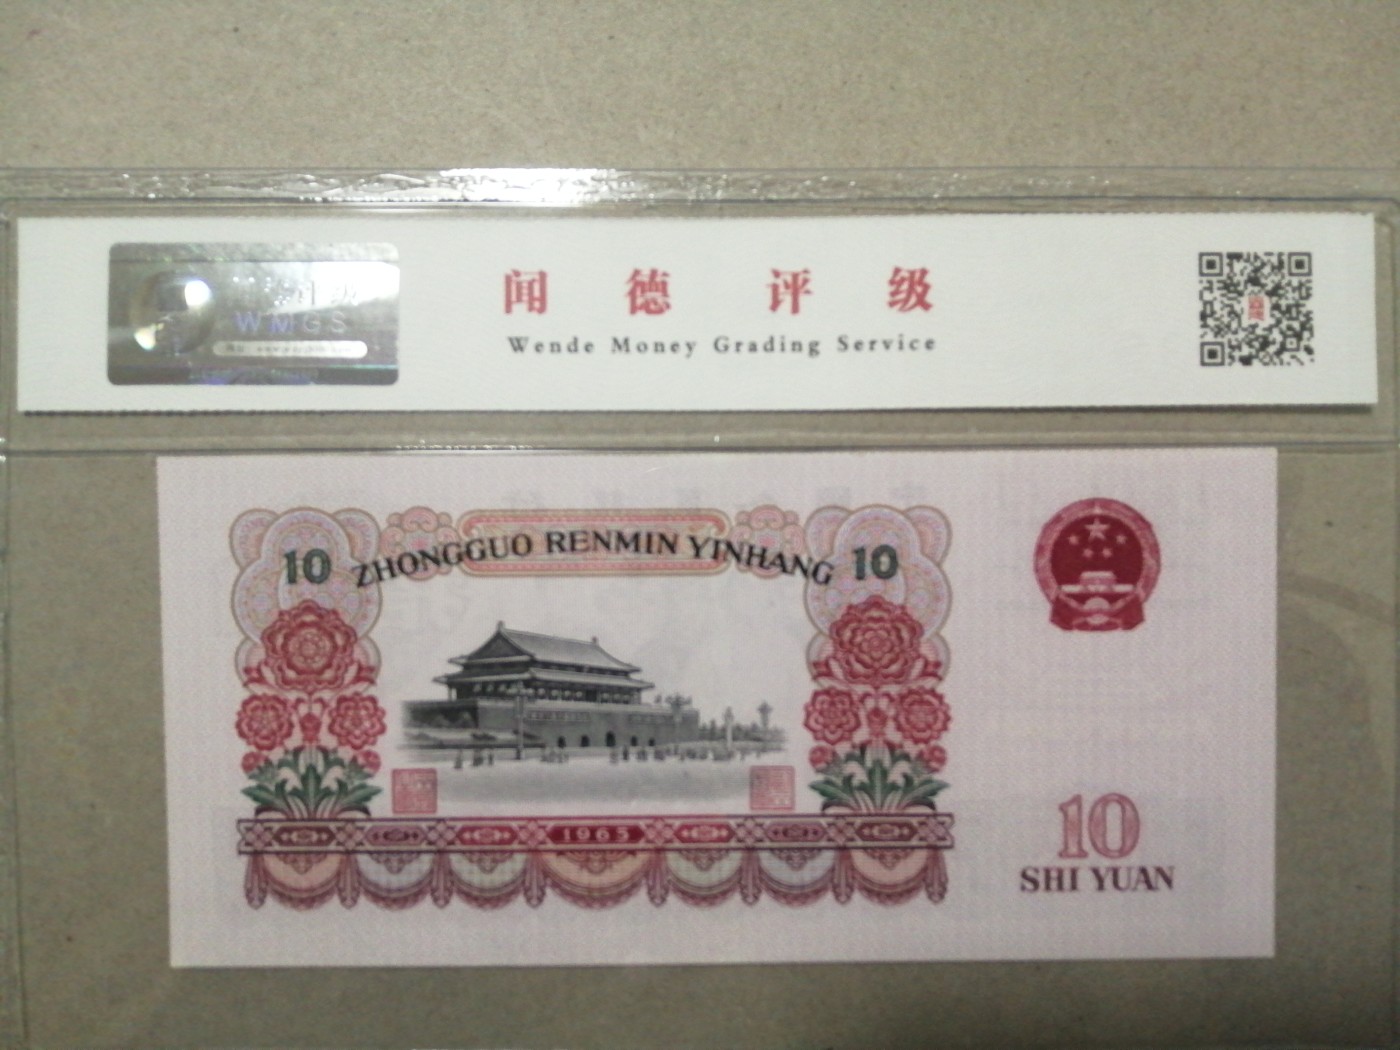 WMGS
闻德评级
Wende Money Grading Service
10 ZHONGGUO RENMIN YINHANG 10
1965
10
SHI YUAN